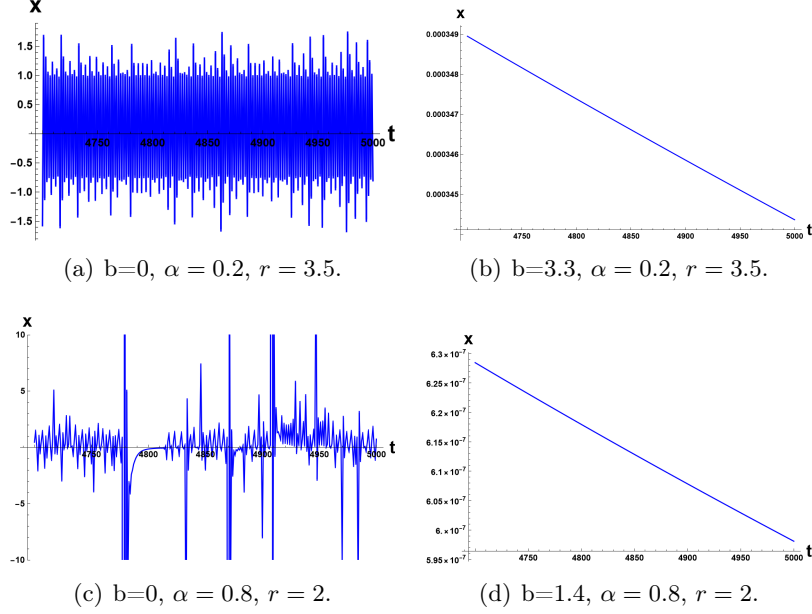 x
x
1.5
0.000349
1.0
0.000348
0.5
0.000347
4750 4800 4850 4900 4950 5000 t
−0.5
0.000346
−1.0
0.000345
−1.5
4750 4800 4850 4900 4950 5000 t
(a) b=0, α = 0.2, r = 3.5.
(b) b=3.3, α = 0.2, r = 3.5.
x
x
10
6.3×10⁻⁷
6.25×10⁻⁷
5
6.2×10⁻⁷
6.15×10⁻⁷
4750 4800 4850 4900 4950 5000 t
6.1×10⁻⁷
−5
6.05×10⁻⁷
6.×10⁻⁷
−10
5.95×10⁻⁷
4750 4800 4850 4900 4950 5000 t
(c) b=0, α = 0.8, r = 2.
(d) b=1.4, α = 0.8, r = 2.